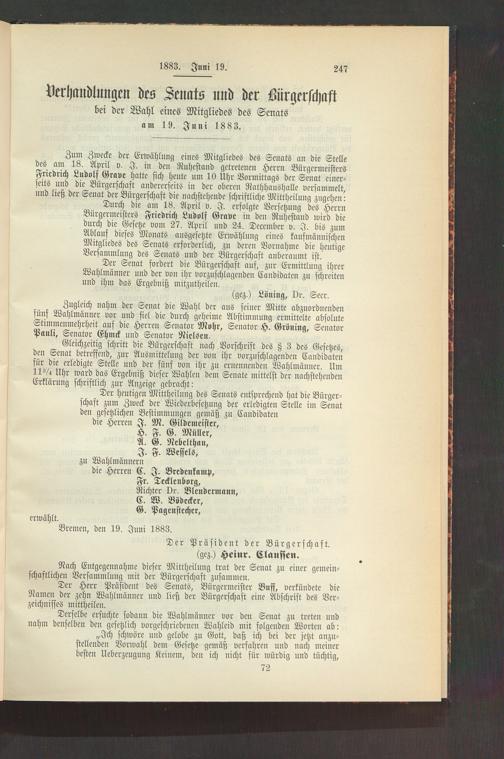 1883. Juni 19.
247
Verhandlungen des Senats und der Bürgerschaft
bei der Wahl eines Mitgliedes des Senats
am 19. Juni 1883.
Zum Zwecke der Erwählung eines Mitgliedes des Senats an die Stelle
des am 18. April v. J. in den Ruhestand getretenen Herrn Bürgermeisters
Friedrich Ludolf Grave hatte sich heute um 10 Uhr Vormittags der Senat einer-
seits und die Bürgerschaft andererseits in der oberen Rathhaushalle versammelt,
und ließ der Senat der Bürgerschaft die nachstehende schriftliche Mittheilung zugehen:
Durch die am 18. April v. J. erfolgte Versetzung des Herrn
Bürgermeisters Friedrich Ludolf Grave in den Ruhestand wird die
durch die Gesetze vom 27. April und 24. December v. J. bis zum
Ablauf dieses Monats ausgesetzte Erwählung eines kaufmännischen
Mitgliedes des Senats erforderlich, zu deren Vornahme die heutige
Versammlung des Senats und der Bürgerschaft anberaumt ist.
Der Senat fordert die Bürgerschaft auf, zur Ermittlung ihrer
Wahlmänner und der von ihr vorzuschlagenden Candidaten zu schreiten
und ihm das Ergebniß mitzutheilen.
(gez.) Löning, Dr. Secr.
Zugleich nahm der Senat die Wahl der aus seiner Mitte abzuordnenden
fünf Wahlmänner vor und fiel die durch geheime Abstimmung ermittelte absolute
Stimmenmehrheit auf die Herren Senator Mohr, Senator H. Gröning, Senator
Pauli, Senator Ehmck und Senator Nielsen.
Gleichzeitig schritt die Bürgerschaft nach Vorschrift des § 3 des Gesetzes,
den Senat betreffend, zur Ausmittelung der von ihr vorzuschlagenden Candidaten
für die erledigte Stelle und der fünf von ihr zu ernennenden Wahlmänner. Um
11¾ Uhr ward das Ergebniß dieser Wahlen dem Senate mittelst der nachstehenden
Erklärung schriftlich zur Anzeige gebracht:
Der heutigen Mittheilung des Senats entsprechend hat die Bürger-
schaft zum Zweck der Wiederbesetzung der erledigten Stelle im Senat
den gesetzlichen Bestimmungen gemäß zu Candidaten
die Herren J. M. Gildemeister,
H. F. G. Müller,
A. G. Nebelthau,
J. F. Wessels,
zu Wahlmännern
die Herren C. J. Bredenkamp,
Fr. Tecklenborg,
Richter Dr. Blendermann,
C. W. Bödecker,
G. Pagenstecher,
erwählt.
Bremen, den 19. Juni 1883.
Der Präsident der Bürgerschaft.
(gez.) Heinr. Claussen.
Nach Entgegennahme dieser Mittheilung trat der Senat zu einer gemein-
schaftlichen Versammlung mit der Bürgerschaft zusammen.
Der Herr Präsident des Senats, Bürgermeister Buff, verkündete die
Namen der zehn Wahlmänner und ließ der Bürgerschaft eine Abschrift des Ver-
zeichnisses mittheilen.
Derselbe ersuchte sodann die Wahlmänner vor den Senat zu treten und
nahm denselben den gesetzlich vorgeschriebenen Wahleid mit folgenden Worten ab:
„Ich schwöre und gelobe zu Gott, daß ich bei der jetzt anzu-
stellenden Vorwahl dem Gesetze gemäß verfahren und nach meiner
besten Ueberzeugung Keinem, den ich nicht für würdig und tüchtig,
72